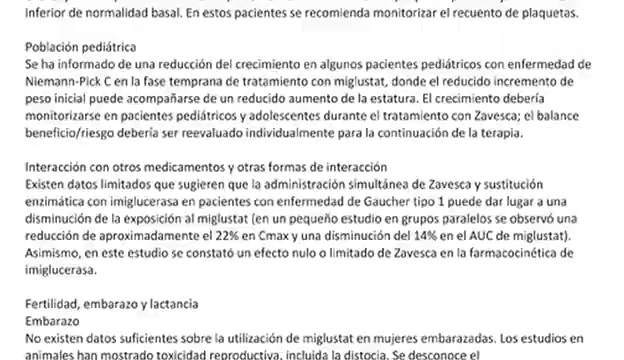 inferior de normalidad basal. En estos pacientes se recomienda monitorizar el recuento de plaquetas.
Población pediátrica
Se ha informado de una reducción del crecimiento en algunos pacientes pediátricos con enfermedad de
Niemann-Pick C en la fase temprana de tratamiento con miglustat, donde el reducido incremento de
peso inicial puede acompañarse de un reducido aumento de la estatura. El crecimiento debería
monitorizarse en pacientes pediátricos y adolescentes durante el tratamiento con Zavesca; el balance
beneficio/riesgo debería ser reevaluado individualmente para la continuación de la terapia.
Interacción con otros medicamentos y otras formas de interacción
Existen datos limitados que sugieren que la administración simultánea de Zavesca y sustitución
enzimática con imiglucerasa en pacientes con enfermedad de Gaucher tipo 1 puede dar lugar a una
disminución de la exposición al miglustat (en un pequeño estudio en grupos paralelos se observó una
reducción de aproximadamente el 22% en Cmax y una disminución del 14% en el AUC de miglustat).
Asimismo, en este estudio se constató un efecto nulo o limitado de Zavesca en la farmacocinética de
imiglucerasa.
Fertilidad, embarazo y lactancia
Embarazo
No existen datos suficientes sobre la utilización de miglustat en mujeres embarazadas. Los estudios en
animales han mostrado toxicidad reproductiva, incluida la distocia. Se desconoce el